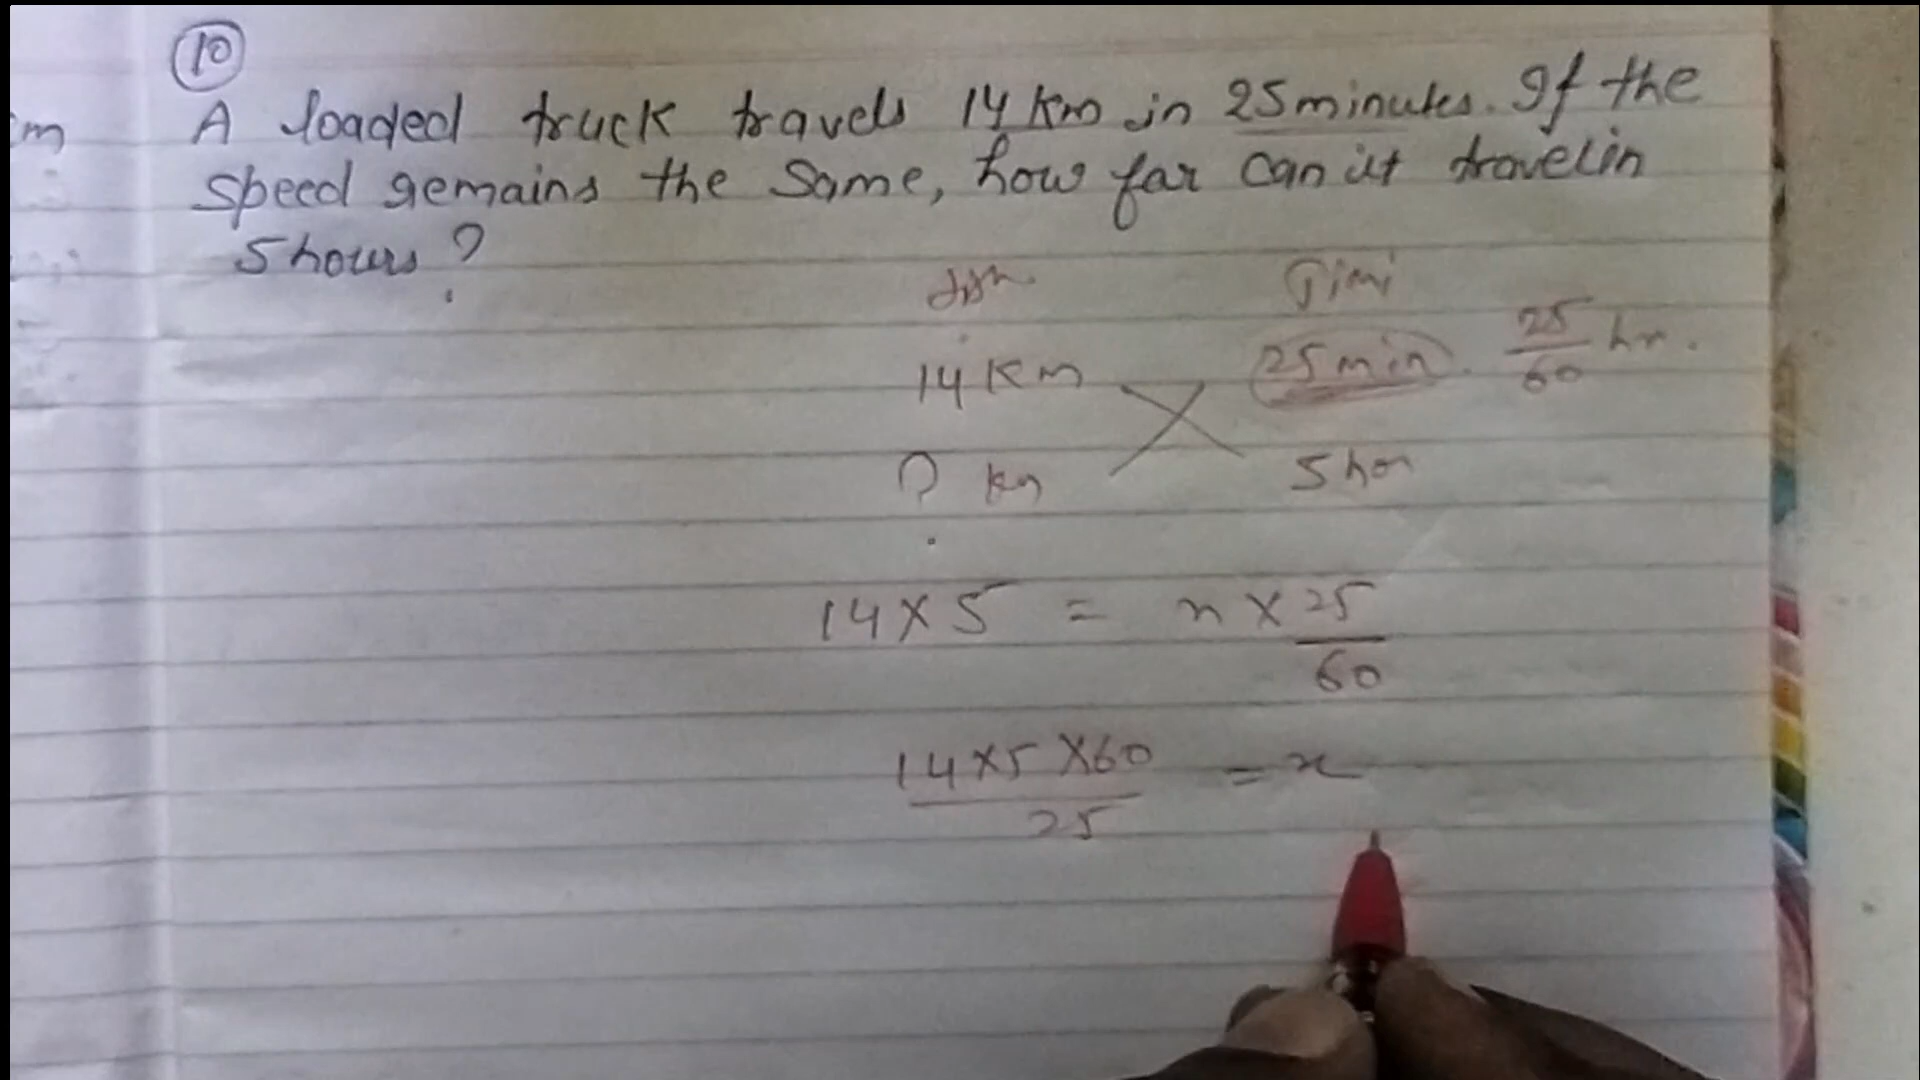 10
A loaded truck travels 14 Km in 25 minutes. If the
m
speed remains the same, how far can it travel in
5 hours ?
Time
14 Km 25 min. 25/60 hr.
? km 5 hor
14 × 5 = x × 25/60
14×5×60/25 = x